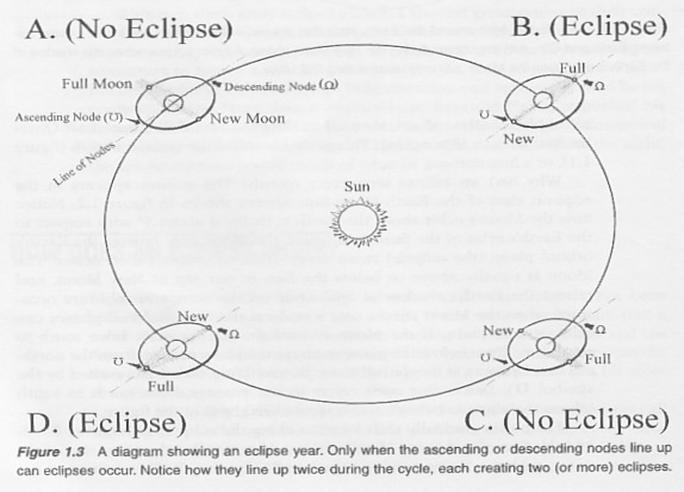 A. (No Eclipse)
B. (Eclipse)
Full Moon
Descending Node (☊)
Ascending Node (☋)
New Moon
Line of Nodes
Full
☊
☋
New
Sun
New
☊
☋
Full
New
☊
☋
Full
D. (Eclipse)
C. (No Eclipse)
Figure 1.3 A diagram showing an eclipse year. Only when the ascending or descending nodes line up
can eclipses occur. Notice how they line up twice during the cycle, each creating two (or more) eclipses.